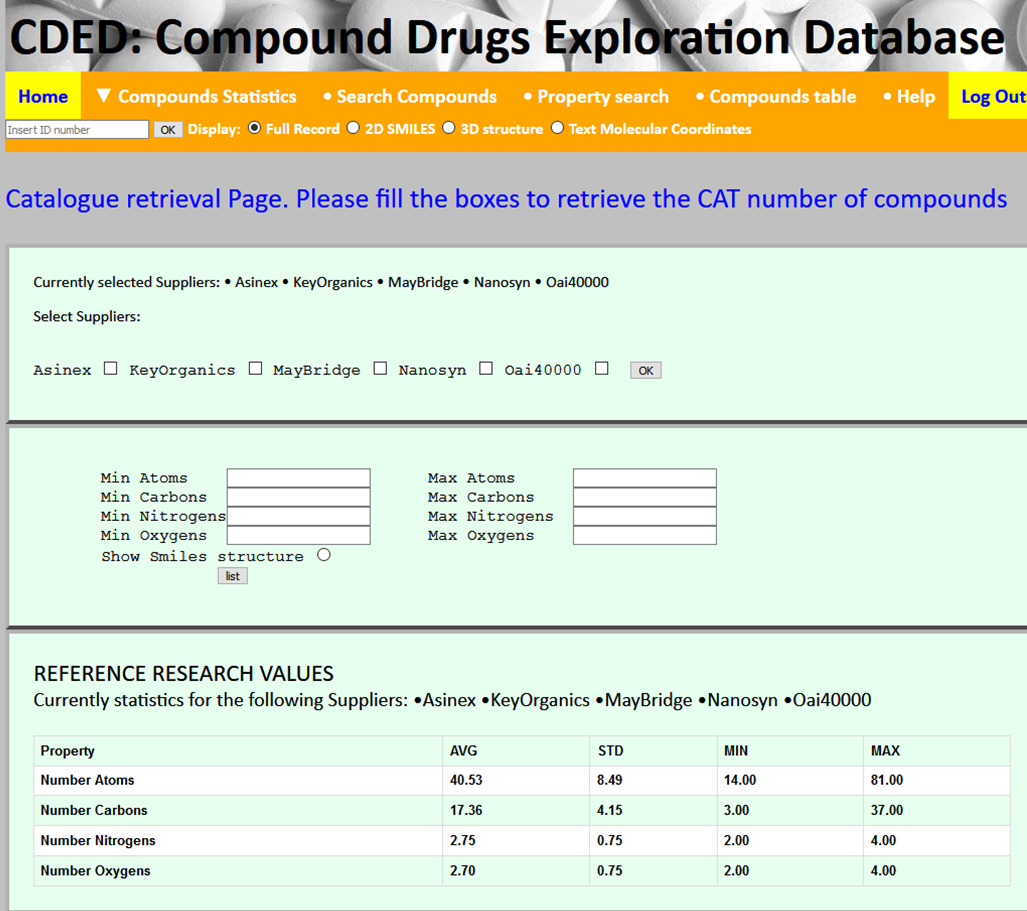 CDED: Compound Drugs Exploration Database
Home ▼ Compounds Statistics • Search Compounds • Property search • Compounds table • Help Log Out
Insert ID number OK Display: Full Record 2D SMILES 3D structure Text Molecular Coordinates
Catalogue retrieval Page. Please fill the boxes to retrieve the CAT number of compounds
Currently selected Suppliers: • Asinex • KeyOrganics • MayBridge • Nanosyn • Oai40000
Select Suppliers:
Asinex KeyOrganics MayBridge Nanosyn Oai40000 OK
Min Atoms Max Atoms
Min Carbons Max Carbons
Min Nitrogens Max Nitrogens
Min Oxygens Max Oxygens
Show Smiles structure
list
REFERENCE RESEARCH VALUES
Currently statistics for the following Suppliers: •Asinex •KeyOrganics •MayBridge •Nanosyn •Oai40000
Property AVG STD MIN MAX
Number Atoms 40.53 8.49 14.00 81.00
Number Carbons 17.36 4.15 3.00 37.00
Number Nitrogens 2.75 0.75 2.00 4.00
Number Oxygens 2.70 0.75 2.00 4.00